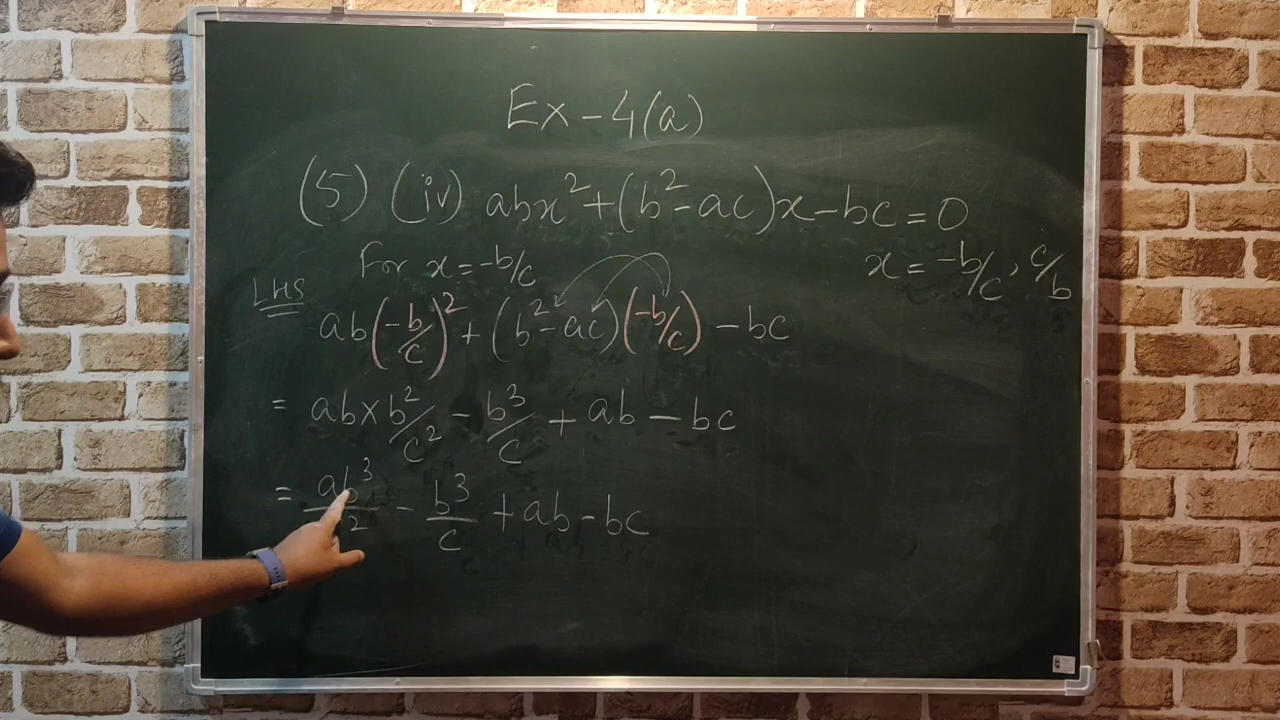 Ex - 4(a)
(5) (iv) abx² + (b² - ac)x - bc = 0
For x = -b/c
x = -b/c, c/b
LHS
ab(-b/c)² + (b² - ac)(-b/c) - bc
= ab × b²/c² - b³/c + ab - bc
= ab³/ 2 - b³/c + ab - bc